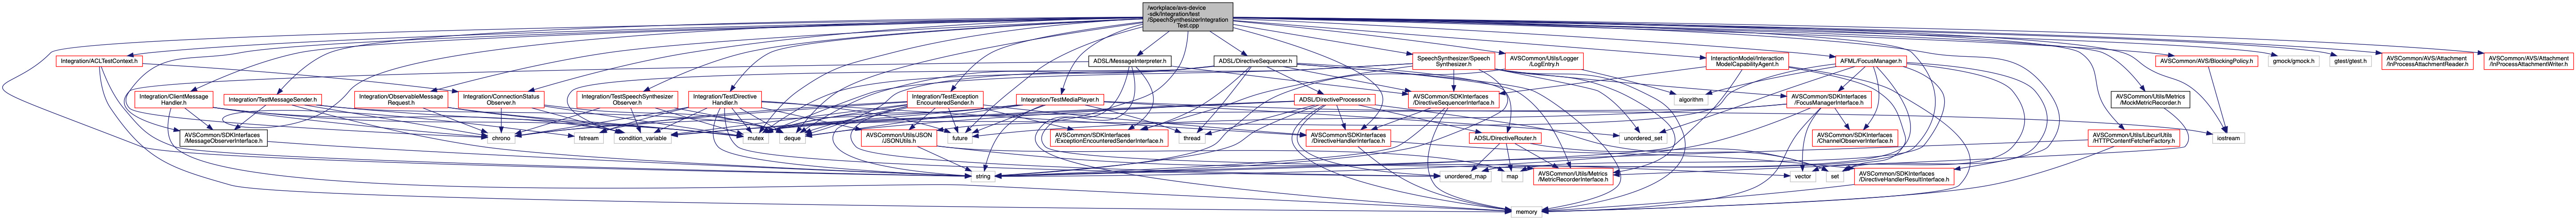 /workplace/avs-device
-sdk/Integration/test
/SpeechSynthesizerIntegration
Test.cpp
Integration/ACLTestContext.h
ADSL/MessageInterpreter.h
ADSL/DirectiveSequencer.h
SpeechSynthesizer/Speech
Synthesizer.h
AVSCommon/Utils/Logger
/LogEntry.h
InteractionModel/Interaction
ModelCapabilityAgent.h
AFML/FocusManager.h
AVSCommon/AVS/BlockingPolicy.h
gmock/gmock.h
gtest/gtest.h
AVSCommon/AVS/Attachment
/InProcessAttachmentReader.h
AVSCommon/AVS/Attachment
/InProcessAttachmentWriter.h
Integration/ClientMessage
Handler.h
Integration/TestMessageSender.h
Integration/ObservableMessage
Request.h
Integration/ConnectionStatus
Observer.h
Integration/TestSpeechSynthesizer
Observer.h
Integration/TestDirective
Handler.h
Integration/TestException
EncounteredSender.h
Integration/TestMediaPlayer.h
ADSL/DirectiveProcessor.h
AVSCommon/SDKInterfaces
/DirectiveSequencerInterface.h
algorithm
AVSCommon/SDKInterfaces
/FocusManagerInterface.h
AVSCommon/Utils/Metrics
/MockMetricRecorder.h
AVSCommon/SDKInterfaces
/MessageObserverInterface.h
chrono
fstream
condition_variable
mutex
deque
AVSCommon/Utils/JSON
/JSONUtils.h
future
AVSCommon/SDKInterfaces
/ExceptionEncounteredSenderInterface.h
thread
AVSCommon/SDKInterfaces
/DirectiveHandlerInterface.h
ADSL/DirectiveRouter.h
unordered_set
AVSCommon/SDKInterfaces
/ChannelObserverInterface.h
AVSCommon/Utils/LibcurlUtils
/HTTPContentFetcherFactory.h
iostream
string
unordered_map
map
AVSCommon/Utils/Metrics
/MetricRecorderInterface.h
vector
set
AVSCommon/SDKInterfaces
/DirectiveHandlerResultInterface.h
memory